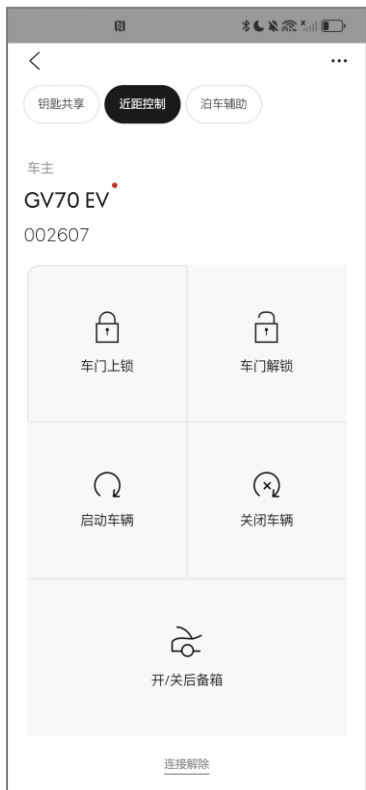 钥匙共享 近距控制 泊车辅助
车主
GV70 EV
002607
车门上锁 车门解锁
启动车辆 关闭车辆
开/关后备箱
连接解除